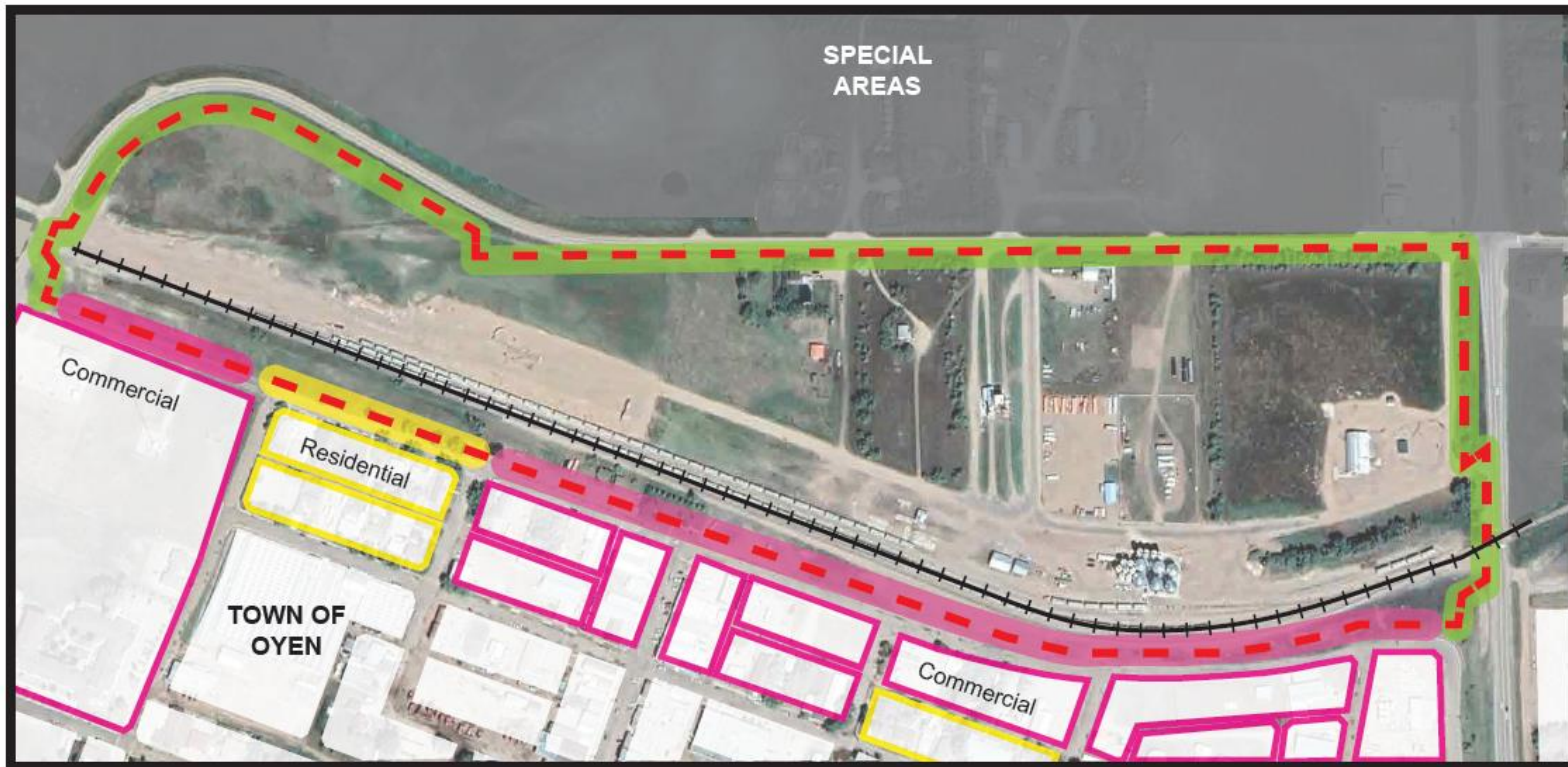 SPECIAL
AREAS
Commercial
Residential
TOWN OF
OYEN
Commercial